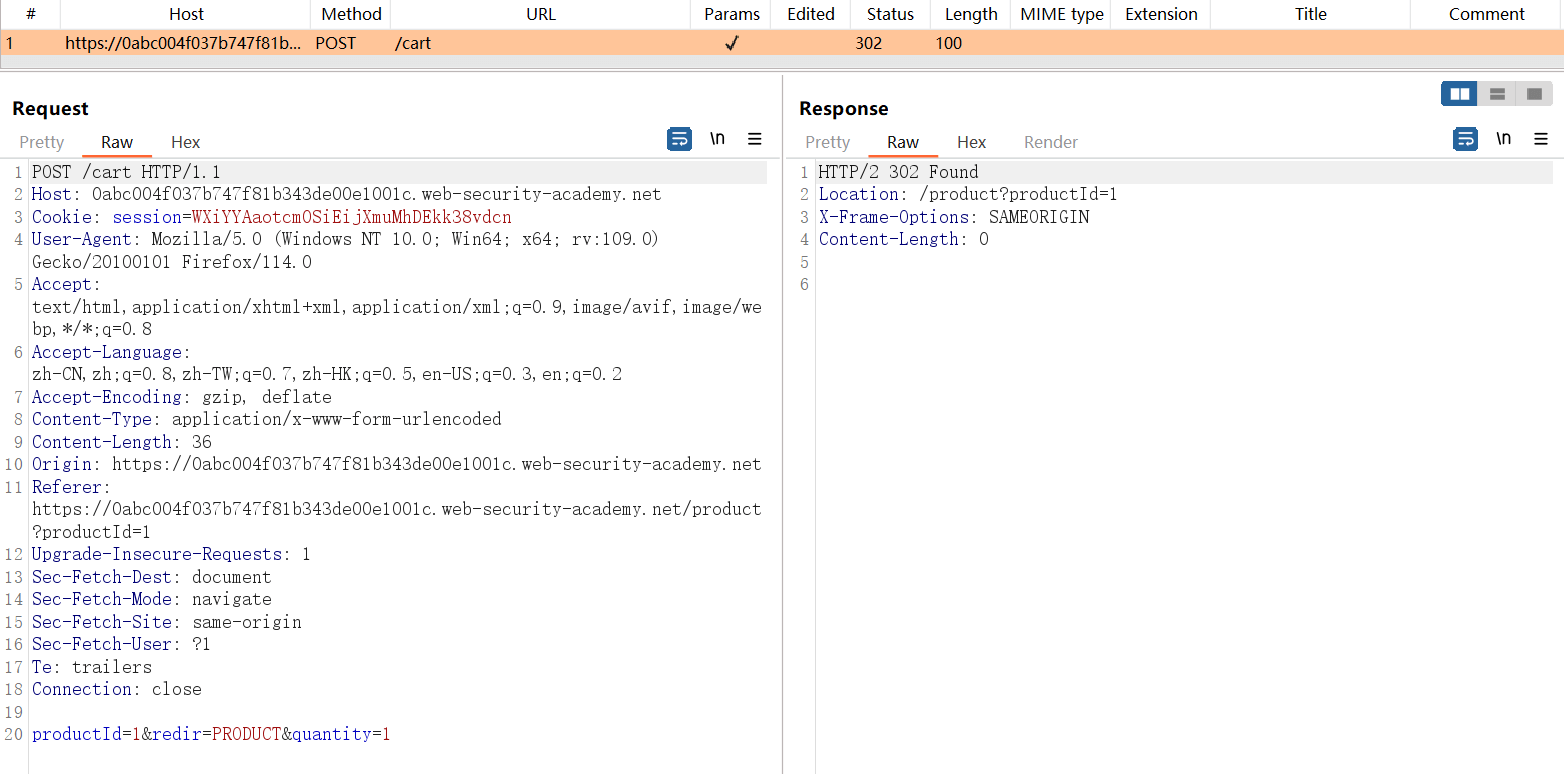 # Host Method URL Params Edited Status Length MIME type Extension Title Comment
1 https://0abc004f037b747f81b... POST /cart ✓ 302 100
Request
Pretty Raw Hex
\n
1 POST /cart HTTP/1.1
2 Host: 0abc004f037b747f81b343de00e1001c.web-security-academy.net
3 Cookie: session=WXiYYAaotcmOSiEijXmuMhDEkk38vdcn
4 User-Agent: Mozilla/5.0 (Windows NT 10.0; Win64; x64; rv:109.0)
Gecko/20100101 Firefox/114.0
5 Accept:
text/html,application/xhtml+xml,application/xml;q=0.9,image/avif,image/we
bp,*/*;q=0.8
6 Accept-Language:
zh-CN,zh;q=0.8,zh-TW;q=0.7,zh-HK;q=0.5,en-US;q=0.3,en;q=0.2
7 Accept-Encoding: gzip, deflate
8 Content-Type: application/x-www-form-urlencoded
9 Content-Length: 36
10 Origin: https://0abc004f037b747f81b343de00e1001c.web-security-academy.net
11 Referer:
https://0abc004f037b747f81b343de00e1001c.web-security-academy.net/product
?productId=1
12 Upgrade-Insecure-Requests: 1
13 Sec-Fetch-Dest: document
14 Sec-Fetch-Mode: navigate
15 Sec-Fetch-Site: same-origin
16 Sec-Fetch-User: ?1
17 Te: trailers
18 Connection: close
19
20 productId=1&redir=PRODUCT&quantity=1
Response
Pretty Raw Hex Render
\n
1 HTTP/2 302 Found
2 Location: /product?productId=1
3 X-Frame-Options: SAMEORIGIN
4 Content-Length: 0
5
6